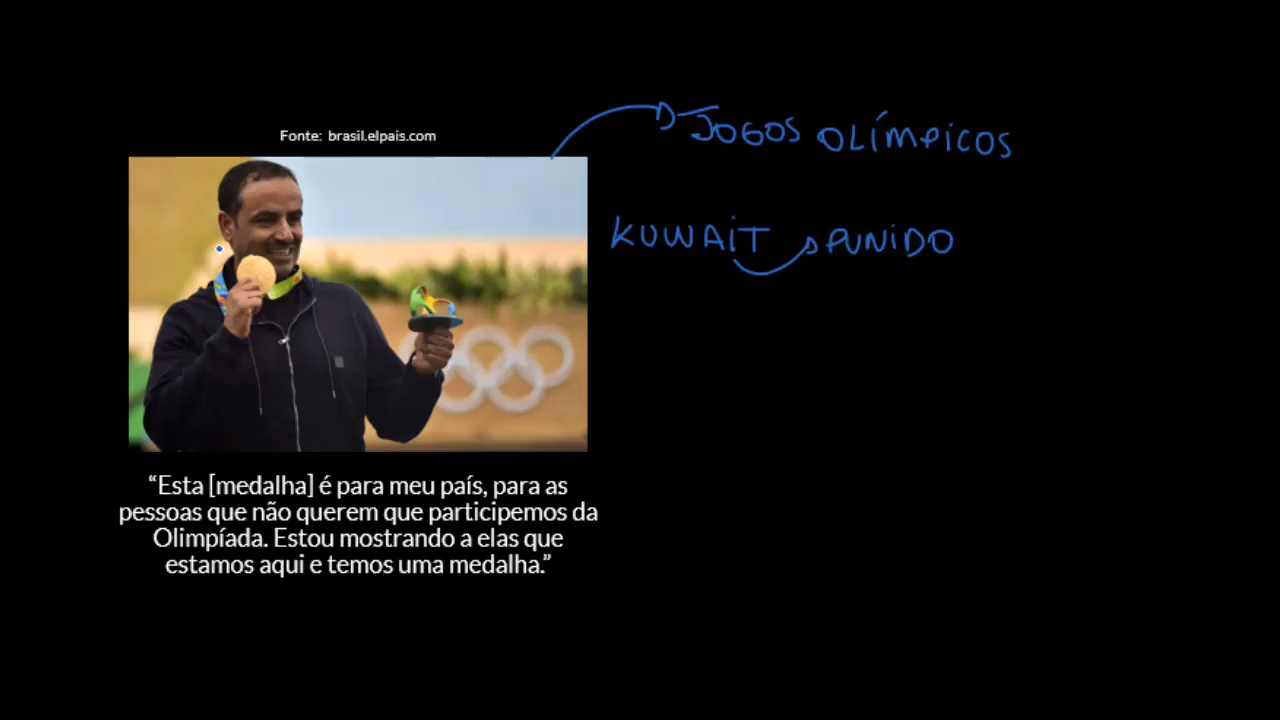 Fonte: brasil.elpais.com
JOGOS OLÍMPICOS
KUWAIT PUNIDO
“Esta [medalha] é para meu país, para as
pessoas que não querem que participemos da
Olimpíada. Estou mostrando a elas que
estamos aqui e temos uma medalha.”